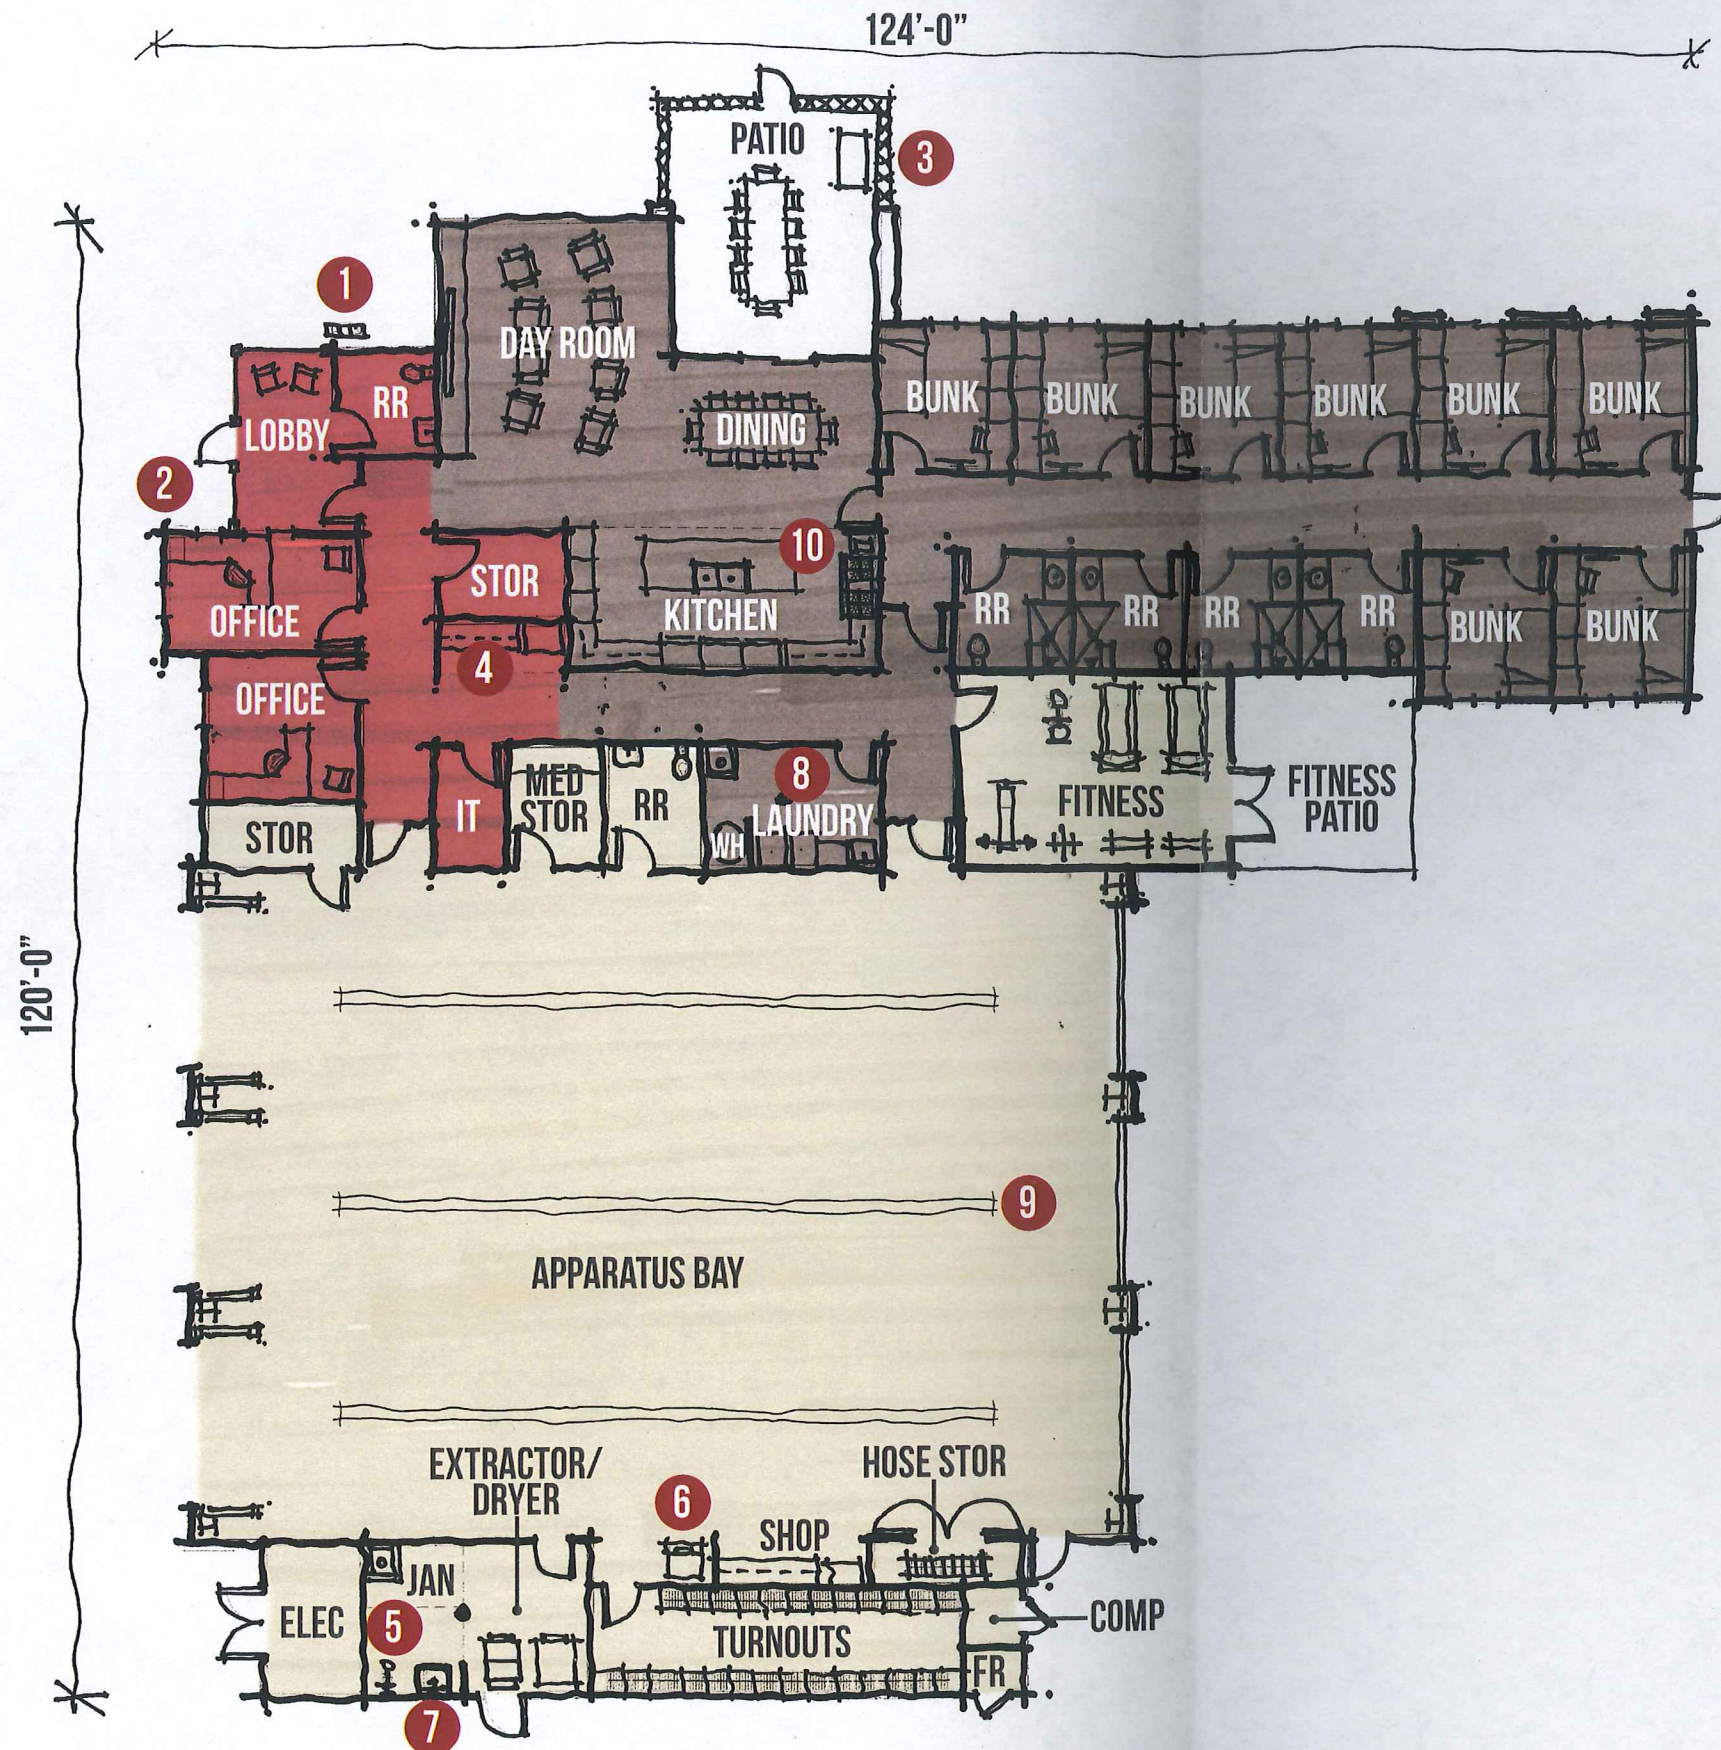 124'-0"
PATIO
3
1
DAY ROOM
RR
LOBBY
DINING
BUNK
BUNK
BUNK
BUNK
BUNK
BUNK
2
10
STOR
KITCHEN
OFFICE
RR
RR
RR
RR
BUNK
BUNK
4
OFFICE
8
MED
STOR
RR
IT
LAUNDRY
WH
FITNESS
FITNESS
PATIO
STOR
120'-0"
9
APPARATUS BAY
EXTRACTOR/
DRYER
HOSE STOR
6
SHOP
JAN
ELEC
5
TURNOUTS
COMP
FR
7